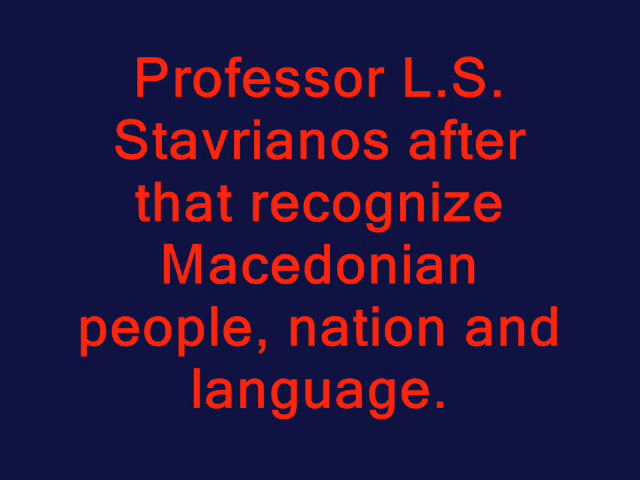 Professor L.S.
Stavrianos after
that recognize
Macedonian
people, nation and
language.